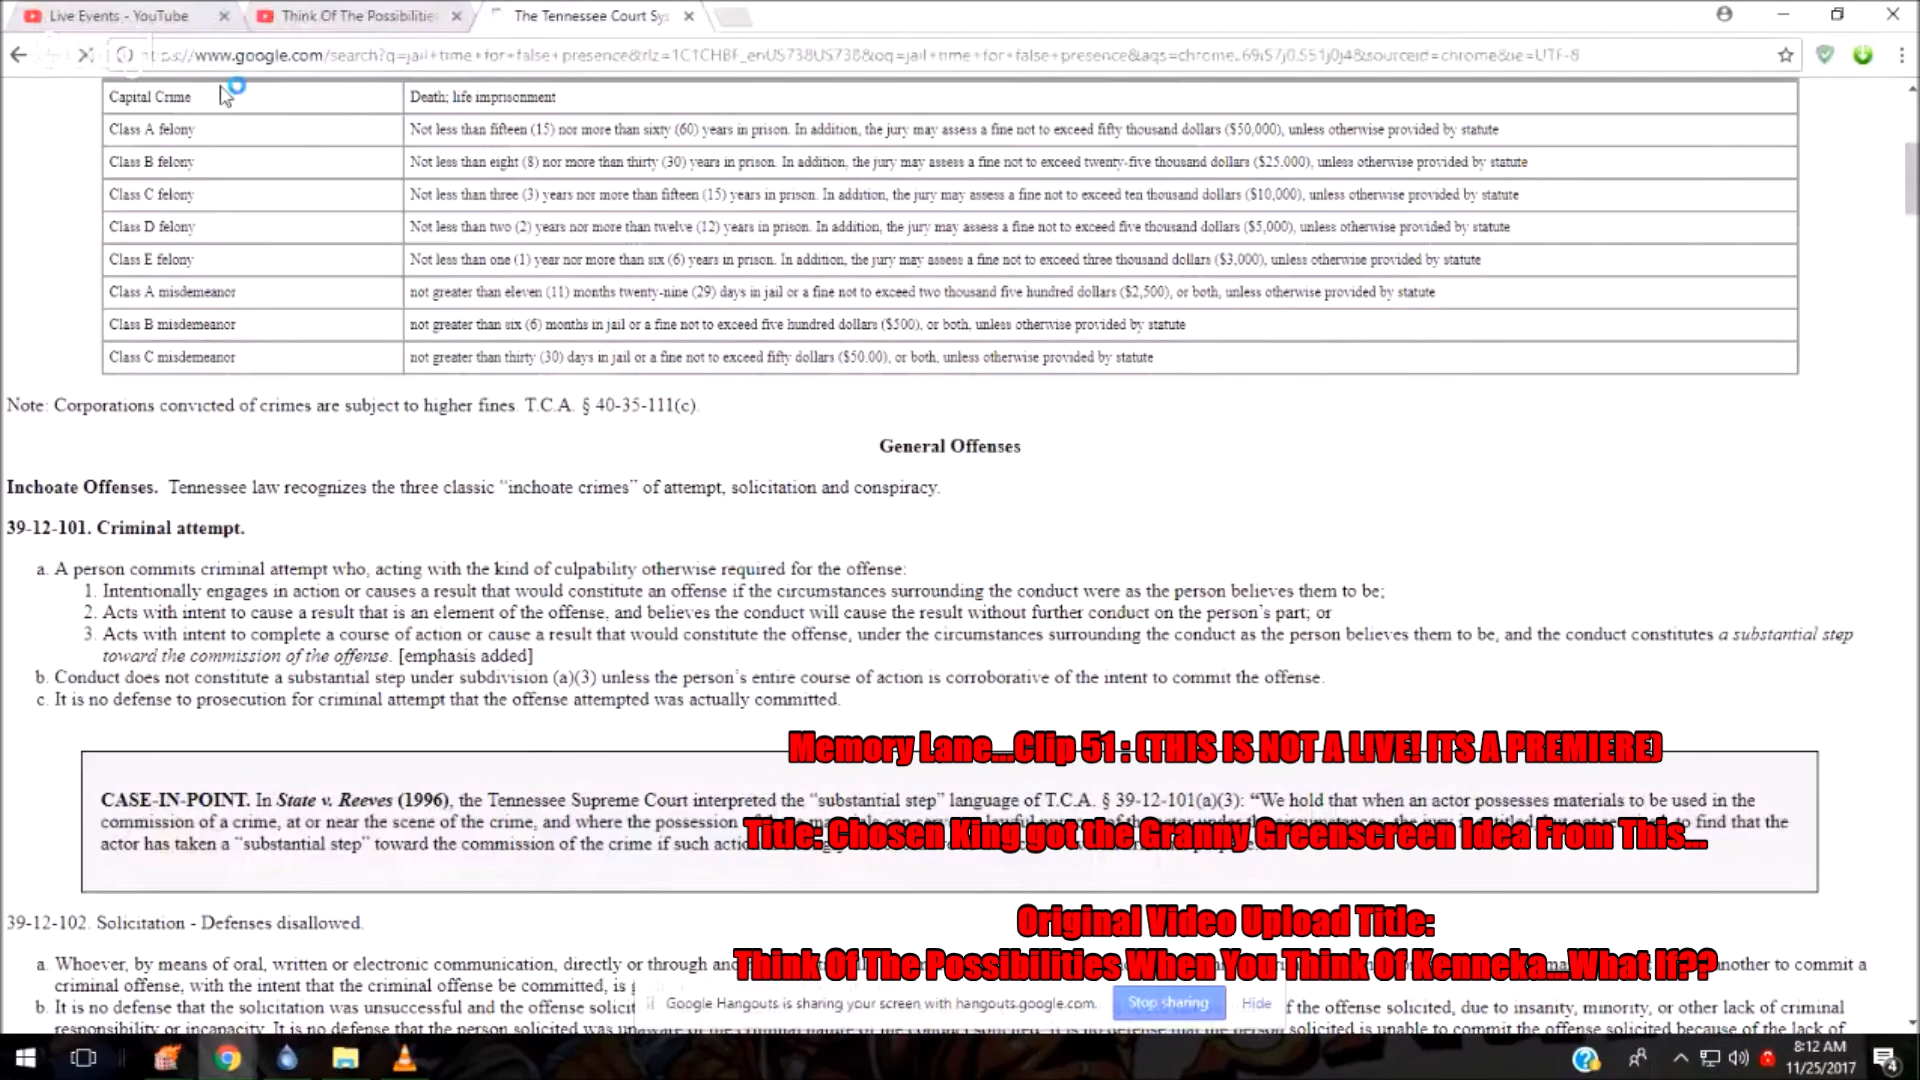 Live Events - YouTube
Think Of The Possibilities
The Tennessee Court Sy
https://www.google.com/search?q=jail+time+for+false+presence&rlz=1C1CHBF_enUS738US738&oq=jail+time+for+false+presence&aqs=chrome..69i57j0.551j0j4&sourceid=chrome&ie=UTF-8
Capital Crime Death; life imprisonment
Class A felony Not less than fifteen (15) nor more than sixty (60) years in prison. In addition, the jury may assess a fine not to exceed fifty thousand dollars ($50,000), unless otherwise provided by statute
Class B felony Not less than eight (8) nor more than thirty (30) years in prison. In addition, the jury may assess a fine not to exceed twenty-five thousand dollars ($25,000), unless otherwise provided by statute
Class C felony Not less than three (3) years nor more than fifteen (15) years in prison. In addition, the jury may assess a fine not to exceed ten thousand dollars ($10,000), unless otherwise provided by statute
Class D felony Not less than two (2) years nor more than twelve (12) years in prison. In addition, the jury may assess a fine not to exceed five thousand dollars ($5,000), unless otherwise provided by statute
Class E felony Not less than one (1) year nor more than six (6) years in prison. In addition, the jury may assess a fine not to exceed three thousand dollars ($3,000), unless otherwise provided by statute
Class A misdemeanor not greater than eleven (11) months twenty-nine (29) days in jail or a fine not to exceed two thousand five hundred dollars ($2,500), or both, unless otherwise provided by statute
Class B misdemeanor not greater than six (6) months in jail or a fine not to exceed five hundred dollars ($500), or both, unless otherwise provided by statute
Class C misdemeanor not greater than thirty (30) days in jail or a fine not to exceed fifty dollars ($50.00), or both, unless otherwise provided by statute
Note: Corporations convicted of crimes are subject to higher fines. T.C.A. § 40-35-111(c).
General Offenses
Inchoate Offenses. Tennessee law recognizes the three classic “inchoate crimes” of attempt, solicitation and conspiracy.
39-12-101. Criminal attempt.
a. A person commits criminal attempt who, acting with the kind of culpability otherwise required for the offense:
1. Intentionally engages in action or causes a result that would constitute an offense if the circumstances surrounding the conduct were as the person believes them to be;
2. Acts with intent to cause a result that is an element of the offense, and believes the conduct will cause the result without further conduct on the person’s part; or
3. Acts with intent to complete a course of action or cause a result that would constitute the offense, under the circumstances surrounding the conduct as the person believes them to be, and the conduct constitutes a substantial step
toward the commission of the offense. [emphasis added]
b. Conduct does not constitute a substantial step under subdivision (a)(3) unless the person’s entire course of action is corroborative of the intent to commit the offense.
c. It is no defense to prosecution for criminal attempt that the offense attempted was actually committed.
Memory Lane...Clip 51 : (THIS IS NOT A LIVE! ITS A PREMIERE)
CASE-IN-POINT. In State v. Reeves (1996), the Tennessee Supreme Court interpreted the “substantial step” language of T.C.A. § 39-12-101(a)(3): “We hold that when an actor possesses materials to be used in the
commission of a crime, at or near the scene of the crime, and where the possession to find that the
Title: Chosen King got the Granny Greenscreen Idea From This...
actor has taken a “substantial step” toward the commission of the crime if such
Original Video Upload Title:
39-12-102. Solicitation - Defenses disallowed.
Think Of The Possibilities When You Think Of Kenneka...What If??
a. Whoever, by means of oral, written or electronic communication, directly or through another to commit a
criminal offense, with the intent that the criminal offense be committed, is
b. It is no defense that the solicitation was unsuccessful and the offense of the offense solicited, due to insanity, minority, or other lack of criminal
Google Hangouts is sharing your screen with hangouts.google.com. Stop sharing Hide
responsibility or incapacity. It is no defense that the person solicited was solicited is unable to commit the offense solicited because of the lack of
8:12 AM
11/25/2017
4